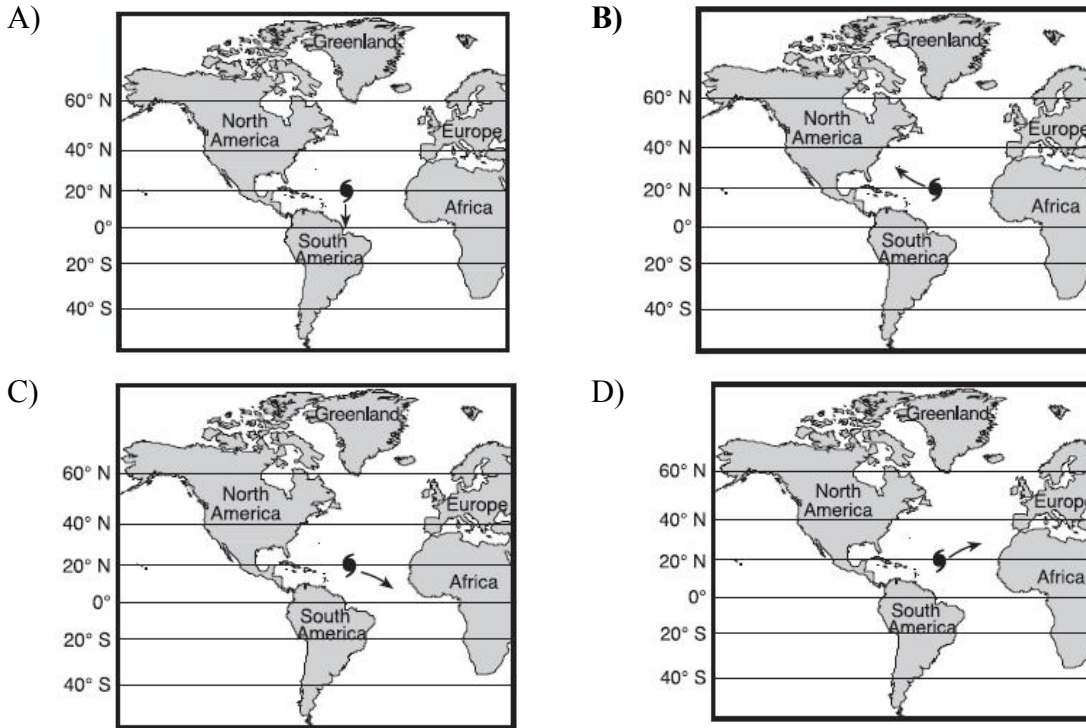 A)
Greenland
60° N
North
America
Europe
40° N
20° N
Africa
0°
South
America
20° S
40° S
B)
Greenland
60° N
North
America
Europe
40° N
20° N
Africa
0°
South
America
20° S
40° S
C)
Greenland
60° N
North
America
Europe
40° N
20° N
Africa
0°
South
America
20° S
40° S
D)
Greenland
60° N
North
America
Europe
40° N
20° N
Africa
0°
South
America
20° S
40° S